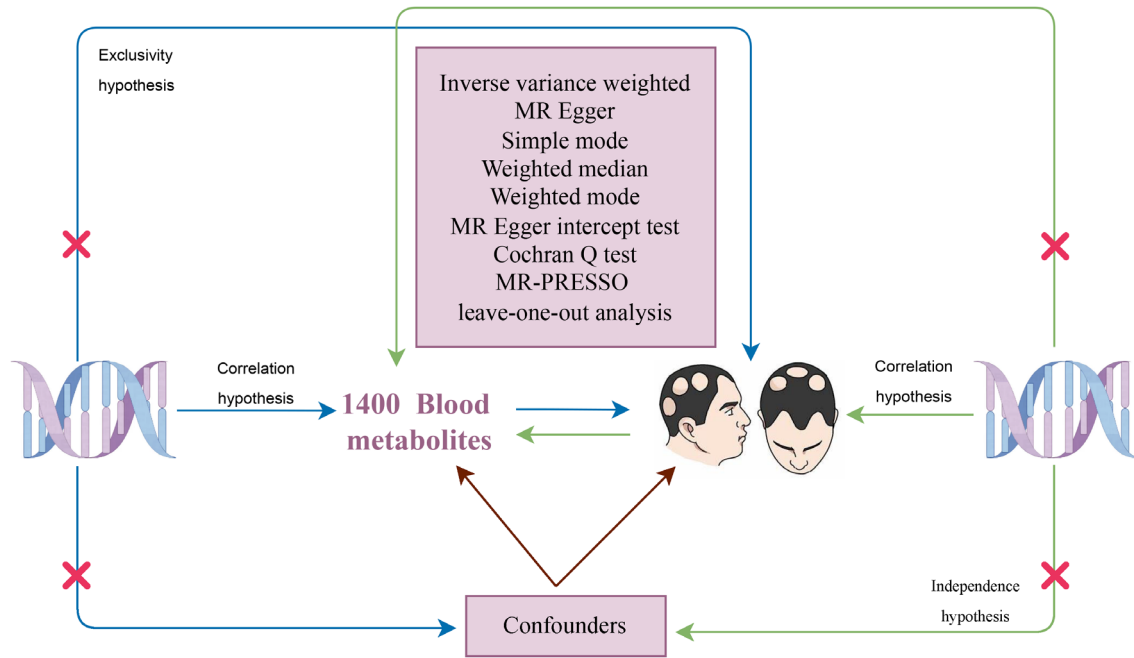 Exclusivity
hypothesis
Inverse variance weighted
MR Egger
Simple mode
Weighted median
Weighted mode
MR Egger intercept test
Cochran Q test
MR-PRESSO
leave-one-out analysis
Correlation
hypothesis
1400 Blood
metabolites
Correlation
hypothesis
Confounders
Independence
hypothesis